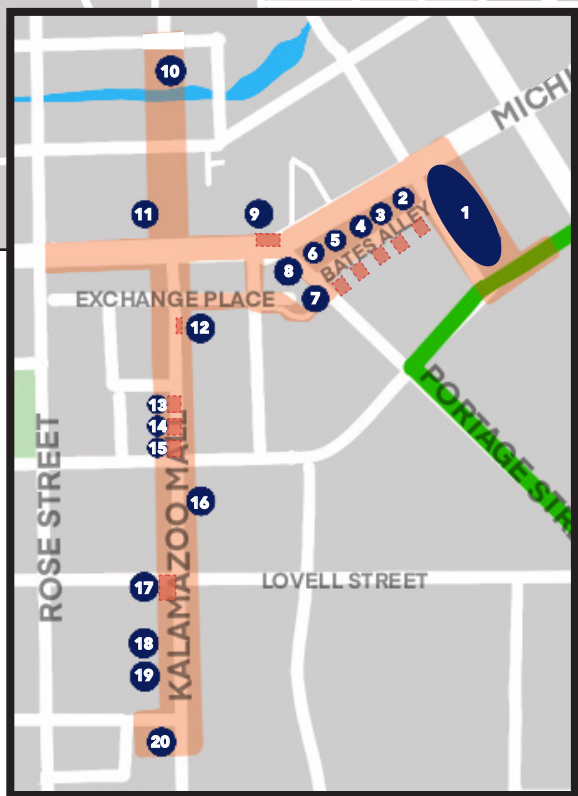 10
MICHI
2
1
11
9
3
4
5
BATES ALLEY
6
8
7
EXCHANGE PLACE
12
13
14
15
PORTAGE STR
ROSE STREET
KALAMAZOO MALL
16
17
LOVELL STREET
18
19
20